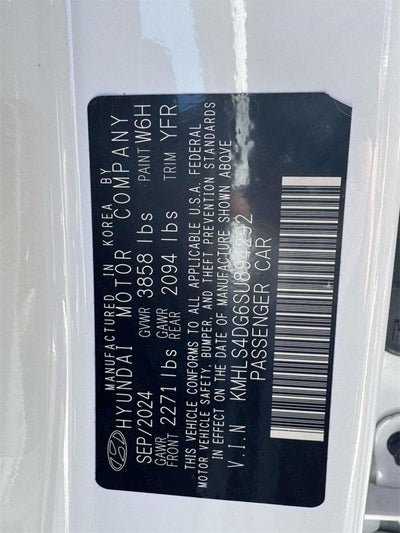 MANUFACTURED IN KOREA BY
HYUNDAI MOTOR COMPANY
SEP/2024 GVWR 3858 lbs PAINT W6H
GAWR FRONT 2271 lbs GAWR REAR 2094 lbs TRIM YFR
THIS VEHICLE CONFORMS TO ALL APPLICABLE U.S.A. FEDERAL
MOTOR VEHICLE SAFETY, BUMPER, AND THEFT PREVENTION STANDARDS
IN EFFECT ON THE DATE OF MANUFACTURE SHOWN ABOVE
V.I.N KMHLS4DG6SU894292
PASSENGER CAR